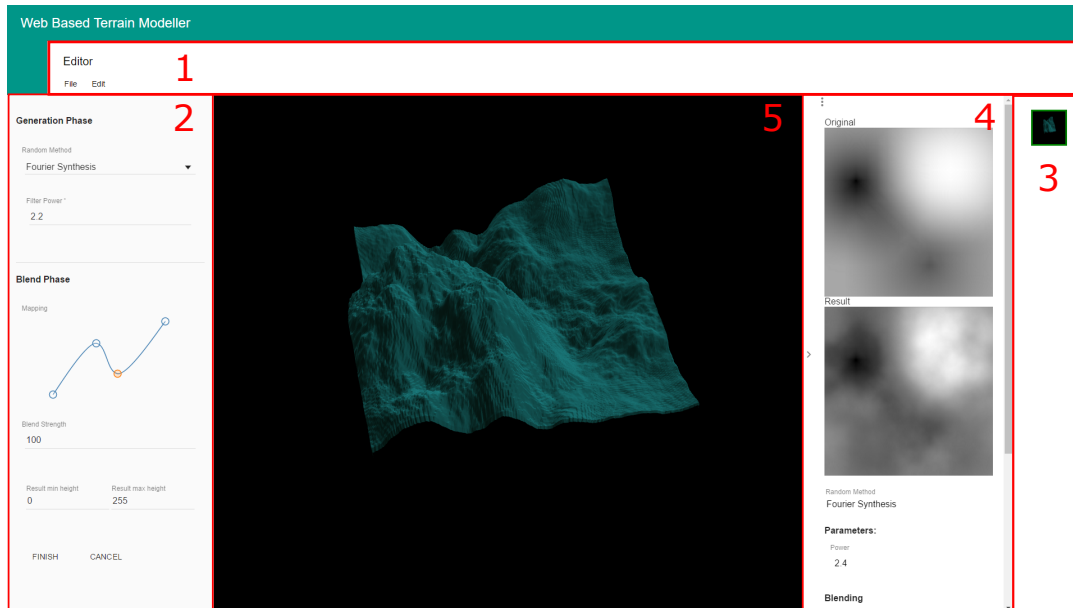 Web Based Terrain Modeller
Editor
File Edit
1
2
Generation Phase
Random Method
Fourier Synthesis
Filter Power *
2.2
Blend Phase
Mapping
Blend Strength
100
Result min height Result max height
0 255
FINISH CANCEL
5
4
Original
Result
Random Method
Fourier Synthesis
Parameters:
Power
2.4
Blending
3